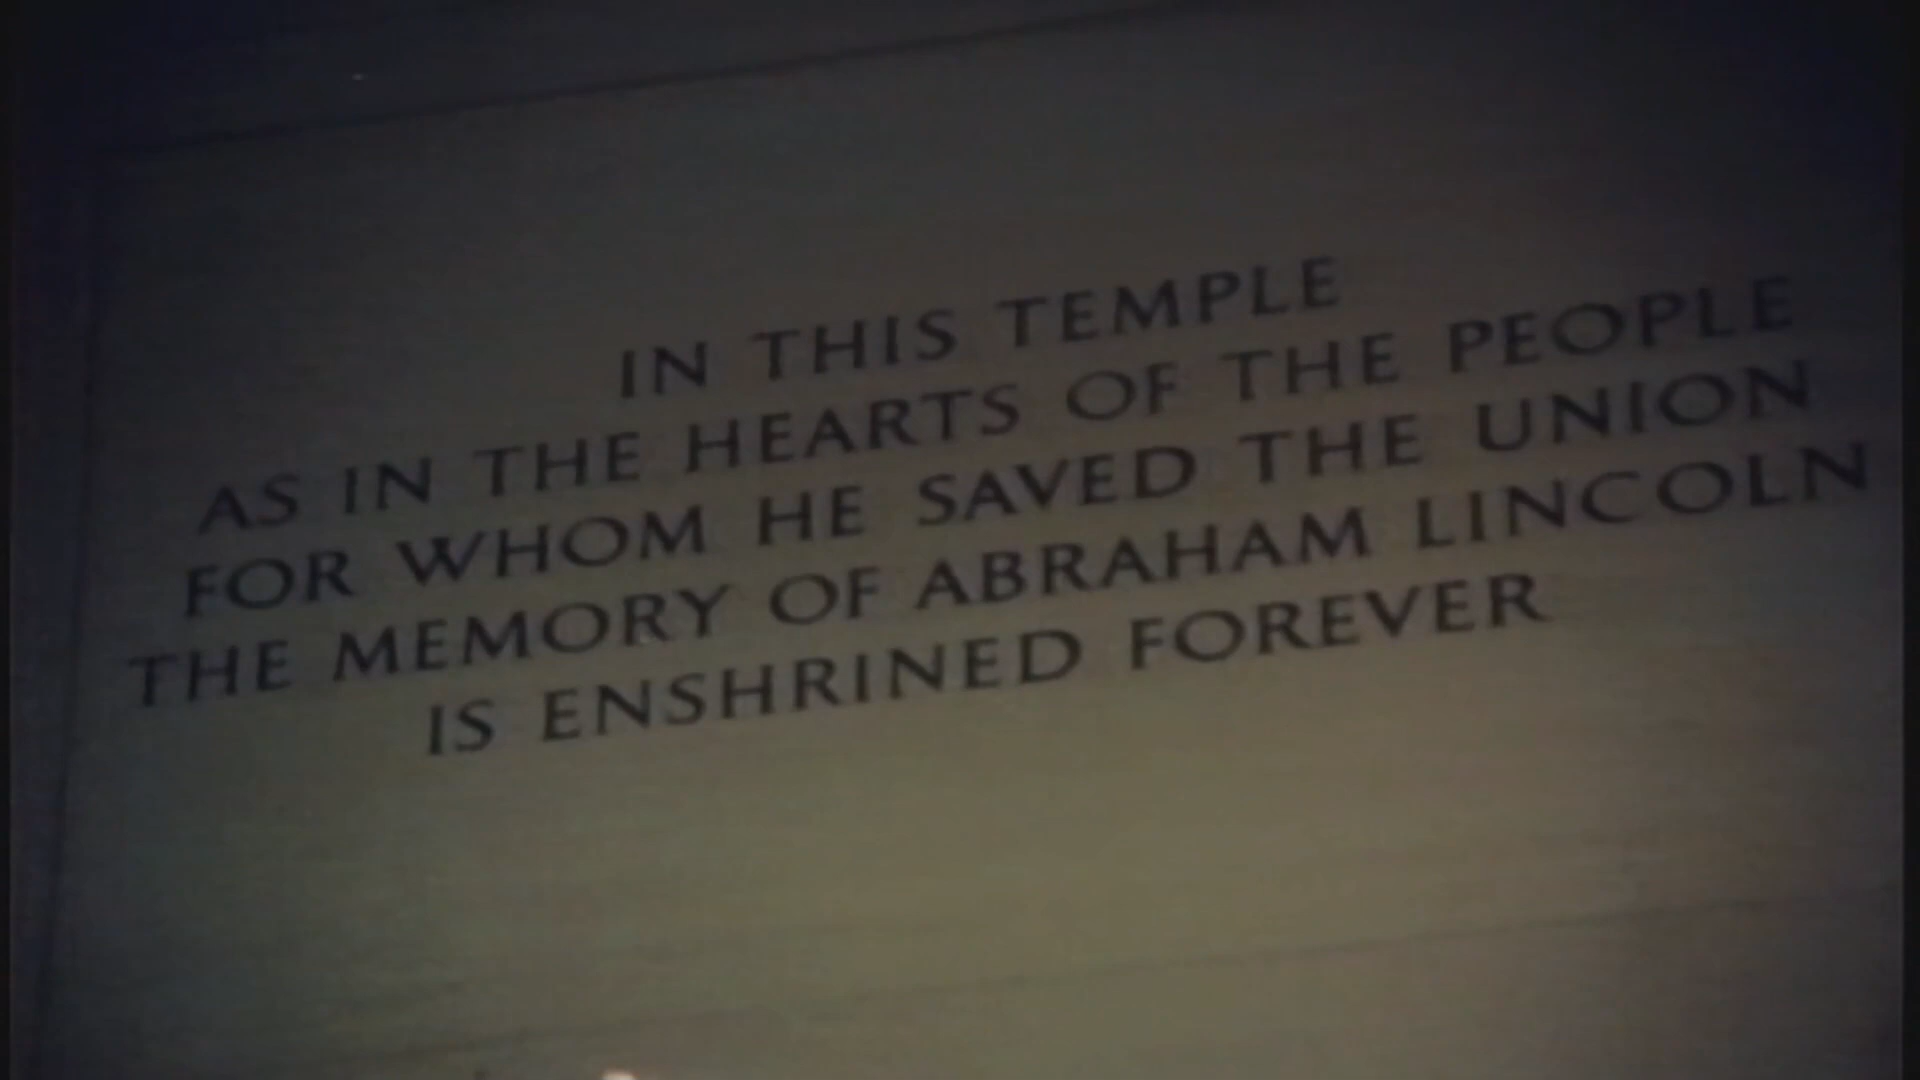 IN THIS TEMPLE
AS IN THE HEARTS OF THE PEOPLE
FOR WHOM HE SAVED THE UNION
THE MEMORY OF ABRAHAM LINCOLN
IS ENSHRINED FOREVER